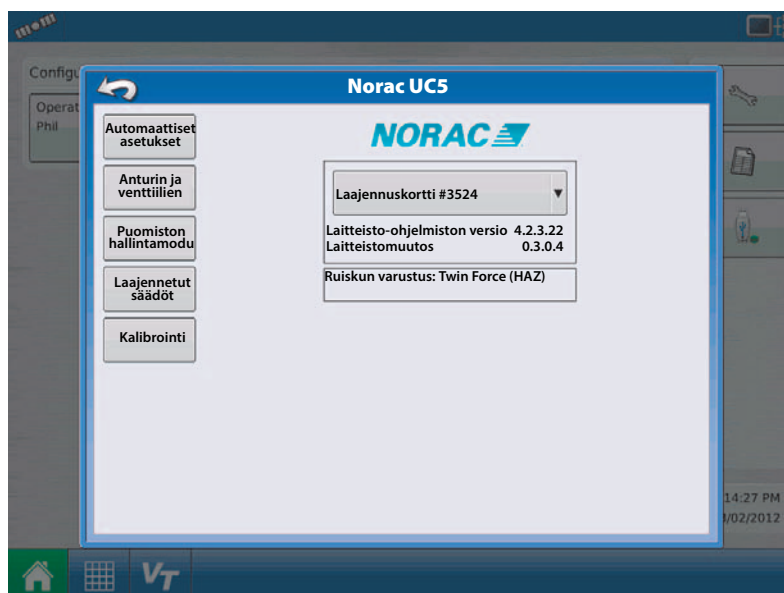 Norac UC5
Configu
Operat
Phil
Automaattiset
asetukset
Anturin ja
venttiilien
Puomiston
hallintamodu
Laajennetut
säädöt
Kalibrointi
NORAC
Laajennuskortti #3524
Laitteisto-ohjelmiston versio 4.2.3.22
Laitteistomuutos 0.3.0.4
Ruiskun varustus: Twin Force (HAZ)
14:27 PM
/02/2012
VT